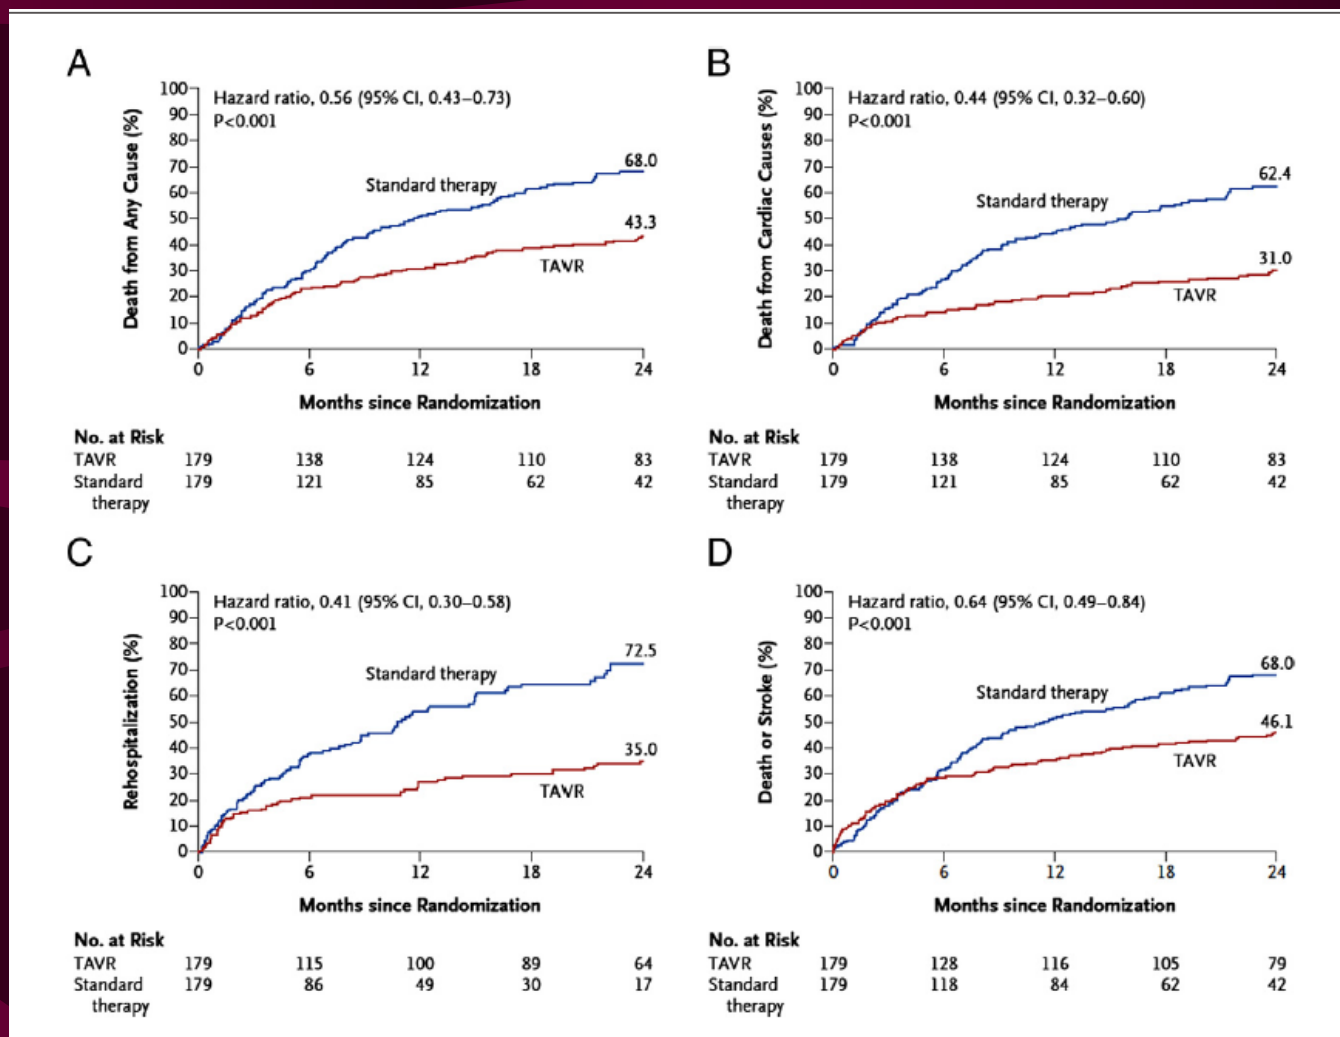 A
Death from Any Cause (%)
Hazard ratio, 0.56 (95% CI, 0.43–0.73)
P<0.001
100
90
80
70
60
50
40
30
20
10
0
Standard therapy
68.0
43.3
TAVR
0 6 12 18 24
Months since Randomization
No. at Risk
TAVR 179 138 124 110 83
Standard 179 121 85 62 42
therapy
B
Death from Cardiac Causes (%)
Hazard ratio, 0.44 (95% CI, 0.32–0.60)
P<0.001
100
90
80
70
60
50
40
30
20
10
0
Standard therapy
62.4
31.0
TAVR
0 6 12 18 24
Months since Randomization
No. at Risk
TAVR 179 138 124 110 83
Standard 179 121 85 62 42
therapy
C
Rehospitalization (%)
Hazard ratio, 0.41 (95% CI, 0.30–0.58)
P<0.001
100
90
80
70
60
50
40
30
20
10
0
Standard therapy
72.5
35.0
TAVR
0 6 12 18 24
Months since Randomization
No. at Risk
TAVR 179 115 100 89 64
Standard 179 86 49 30 17
therapy
D
Death or Stroke (%)
Hazard ratio, 0.64 (95% CI, 0.49–0.84)
P<0.001
100
90
80
70
60
50
40
30
20
10
0
Standard therapy
68.0
46.1
TAVR
0 6 12 18 24
Months since Randomization
No. at Risk
TAVR 179 128 116 105 79
Standard 179 118 84 62 42
therapy